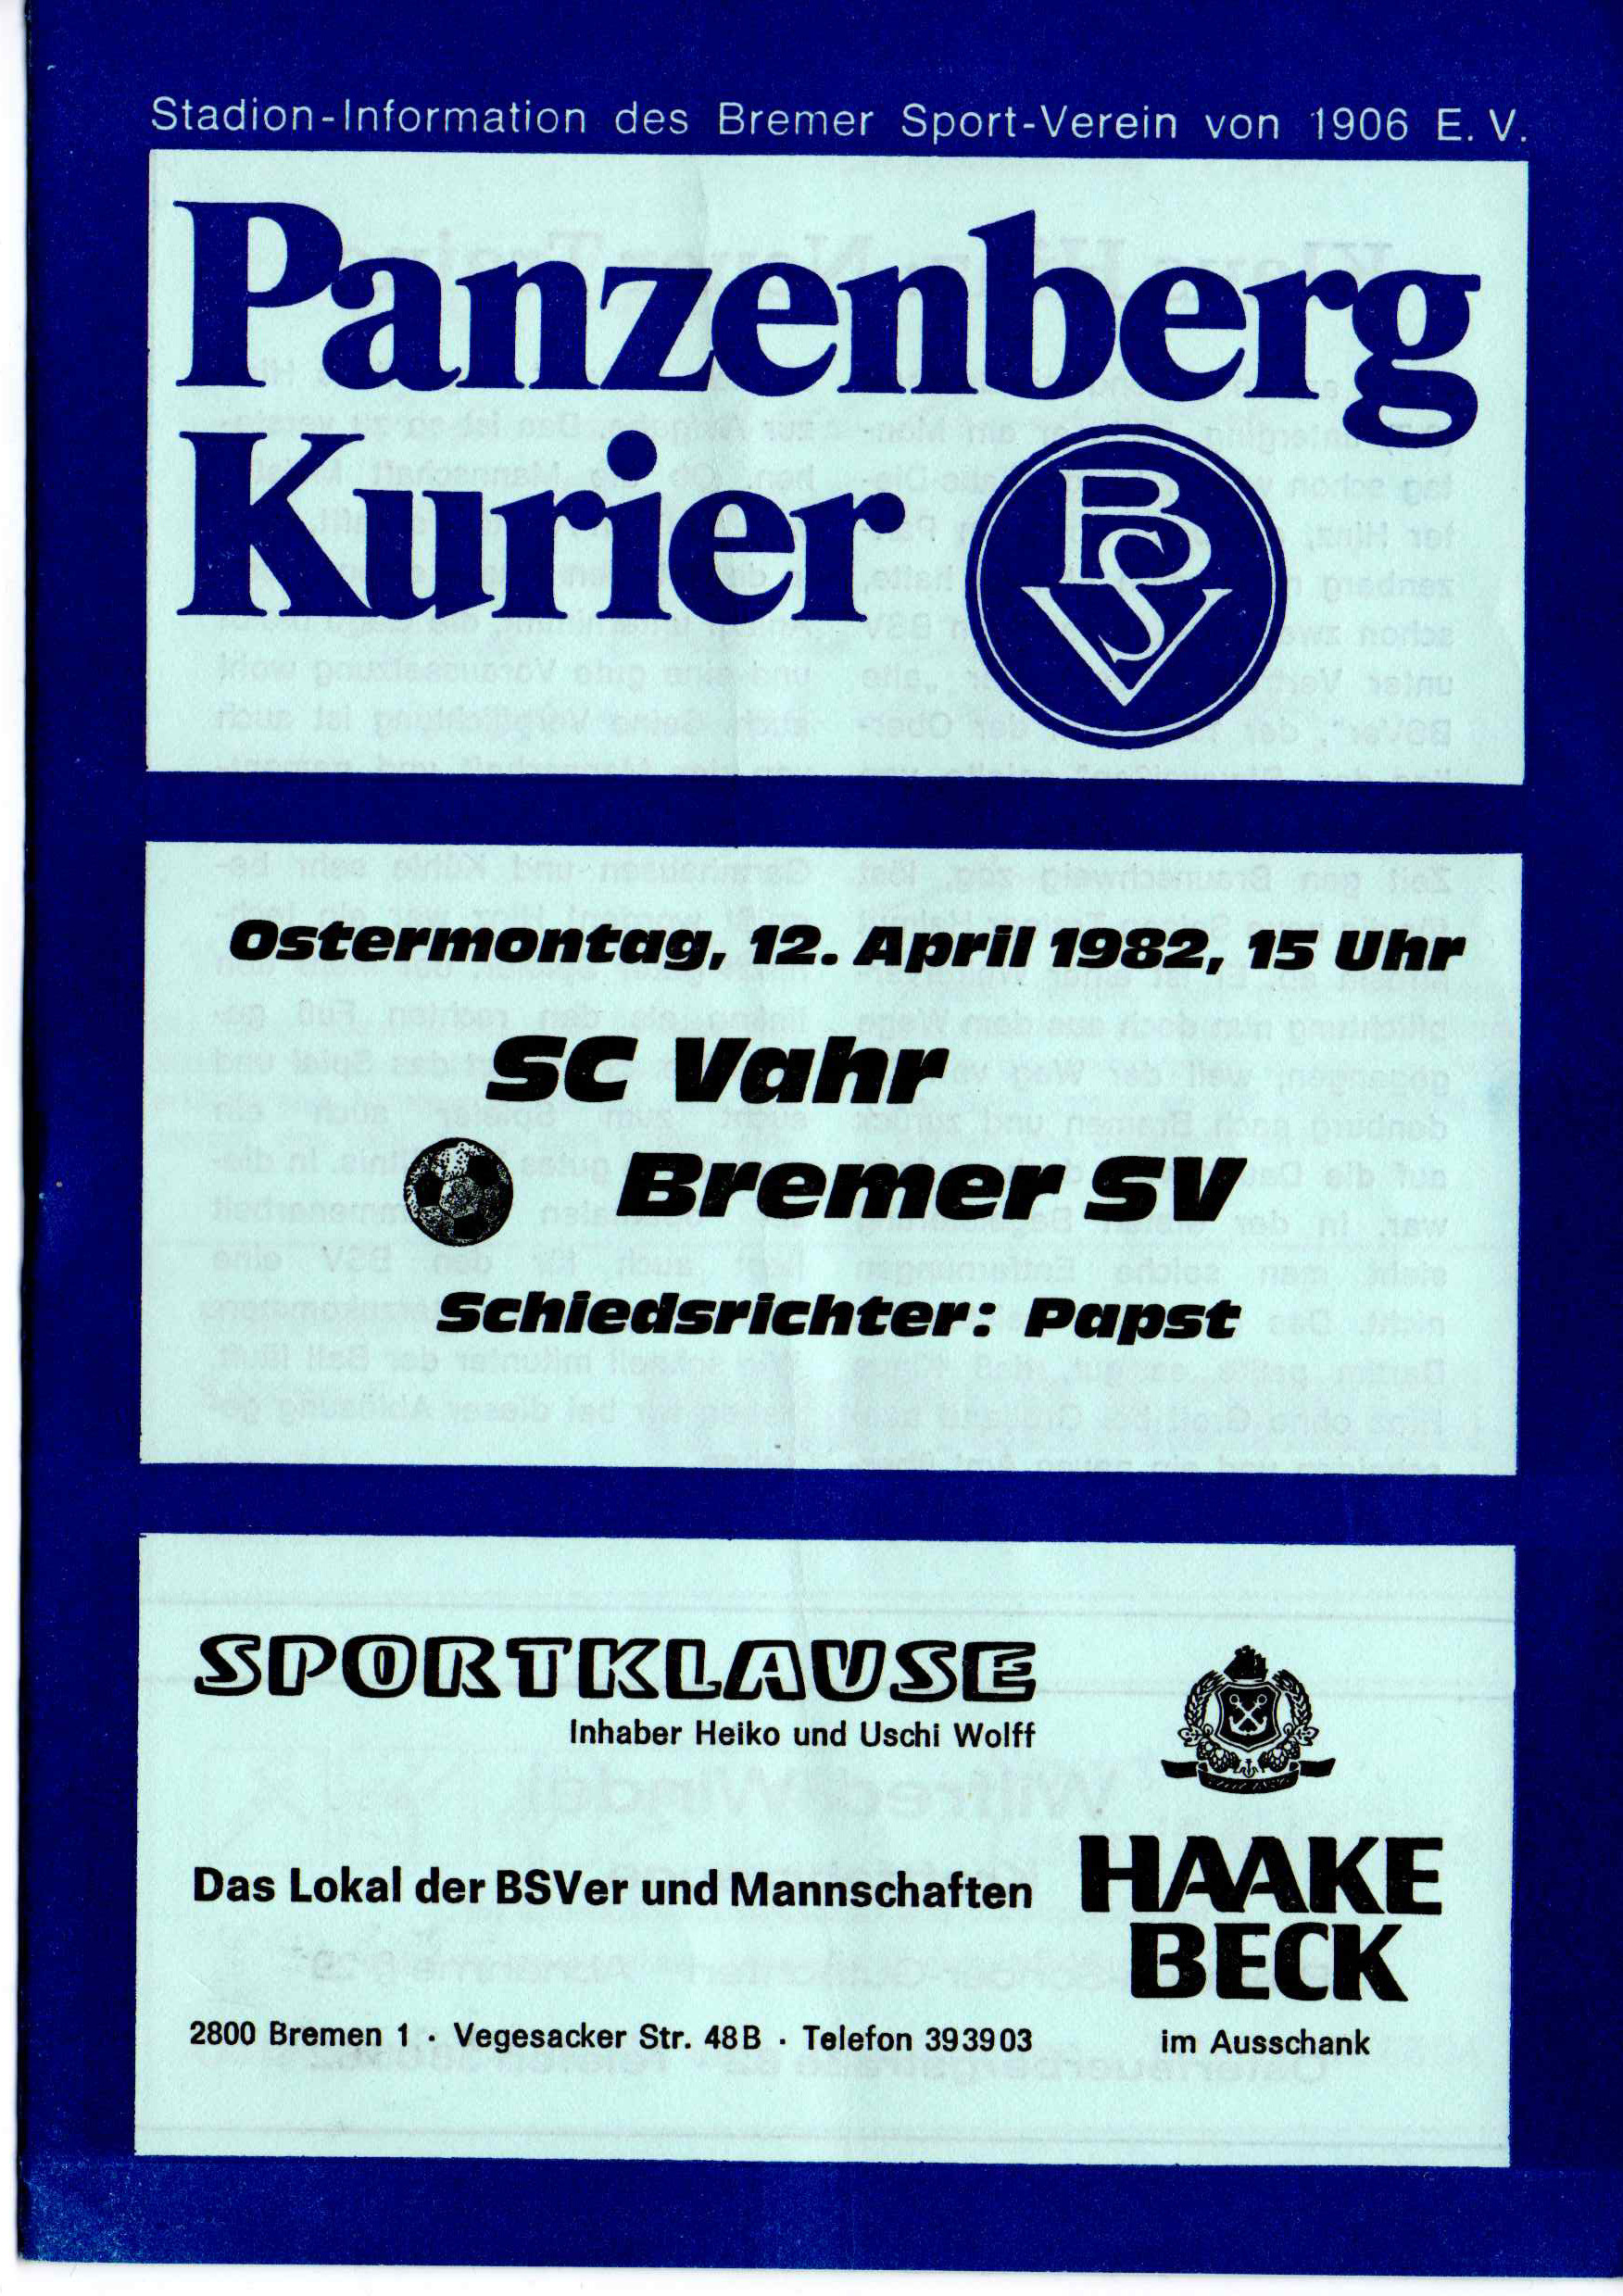 Stadion-Information des Bremer Sport-Verein von 1906 E. V.
Panzenberg
Kurier
BSV
Ostermontag, 12. April 1982, 15 Uhr
SC Vahr
Bremer SV
Schiedsrichter: Papst
SPORTKLAUSE
Inhaber Heiko und Uschi Wolff
Das Lokal der BSVer und Mannschaften
HAAKE
BECK
2800 Bremen 1 · Vegesacker Str. 48B · Telefon 393903
im Ausschank